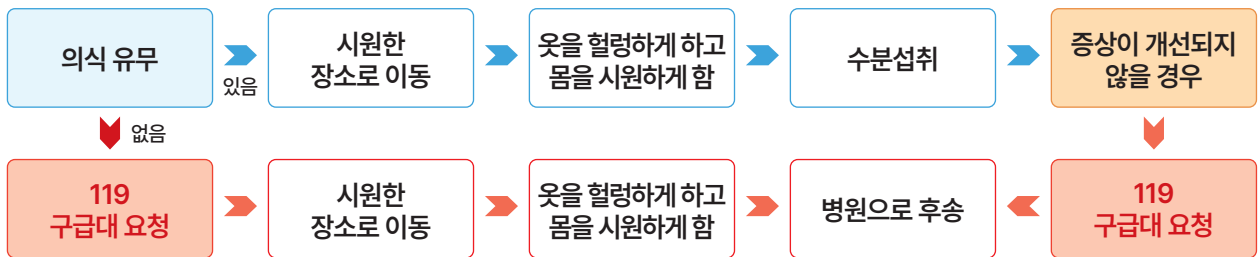 의식 유무
있음
시원한
장소로 이동
옷을 헐렁하게 하고
몸을 시원하게 함
수분섭취
증상이 개선되지
않을 경우
없음
119
구급대 요청
시원한
장소로 이동
옷을 헐렁하게 하고
몸을 시원하게 함
병원으로 후송
119
구급대 요청